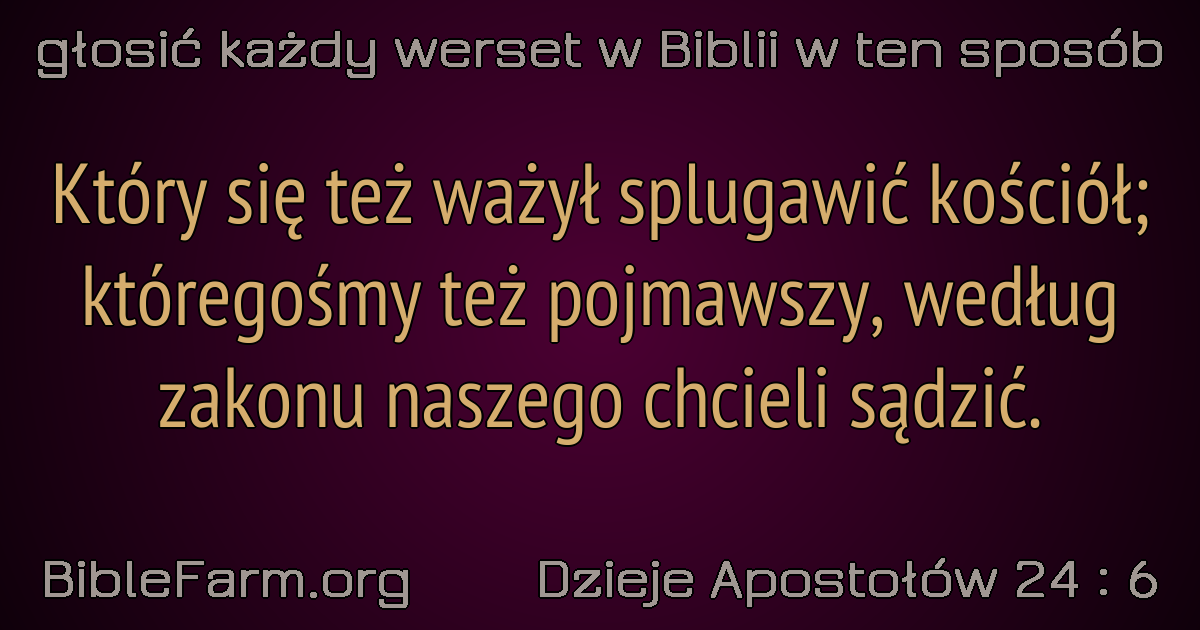 głosić każdy werset w Biblii w ten sposób
Który się też ważył splugawić kościół;
któregośmy też pojmawszy, według
zakonu naszego chcieli sądzić.
BibleFarm.org
Dzieje Apostołów 24 : 6